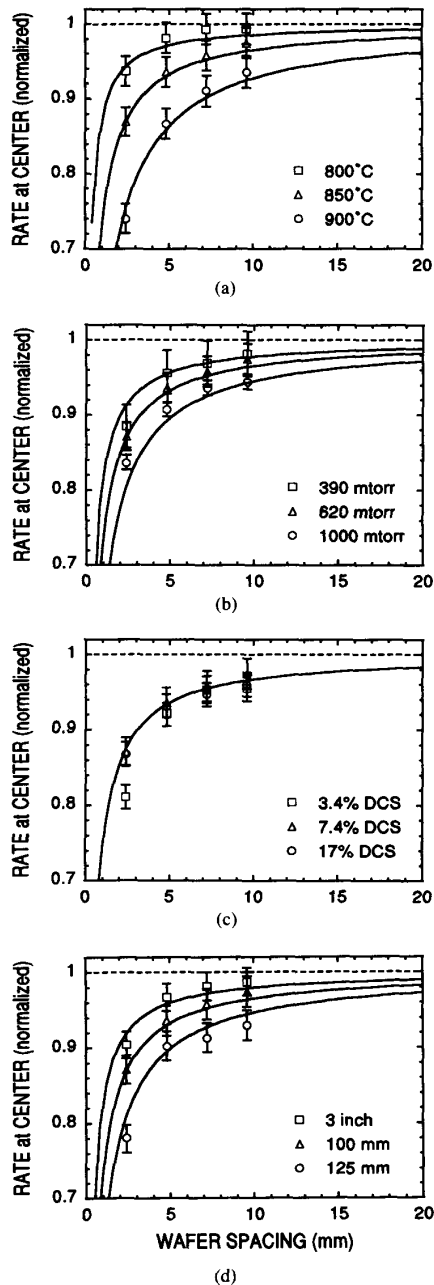 RATE at CENTER (normalized)
1
0.9
0.8
0.7
800°C
850°C
900°C
0 5 10 15 20
(a)
RATE at CENTER (normalized)
1
0.9
0.8
0.7
390 mtorr
620 mtorr
1000 mtorr
0 5 10 15 20
(b)
RATE at CENTER (normalized)
1
0.9
0.8
0.7
3.4% DCS
7.4% DCS
17% DCS
0 5 10 15 20
(c)
RATE at CENTER (normalized)
1
0.9
0.8
0.7
3 inch
100 mm
125 mm
0 5 10 15 20
WAFER SPACING (mm)
(d)